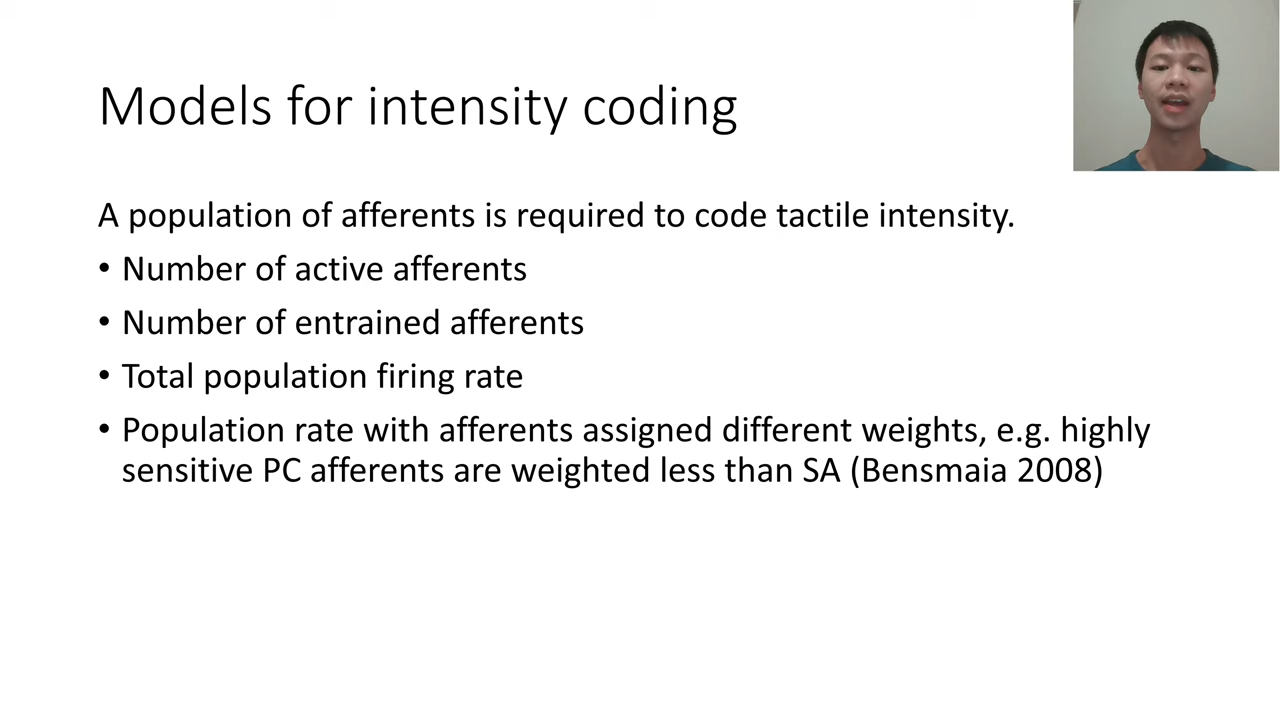 Models for intensity coding
A population of afferents is required to code tactile intensity.
• Number of active afferents
• Number of entrained afferents
• Total population firing rate
• Population rate with afferents assigned different weights, e.g. highly
sensitive PC afferents are weighted less than SA (Bensmaia 2008)